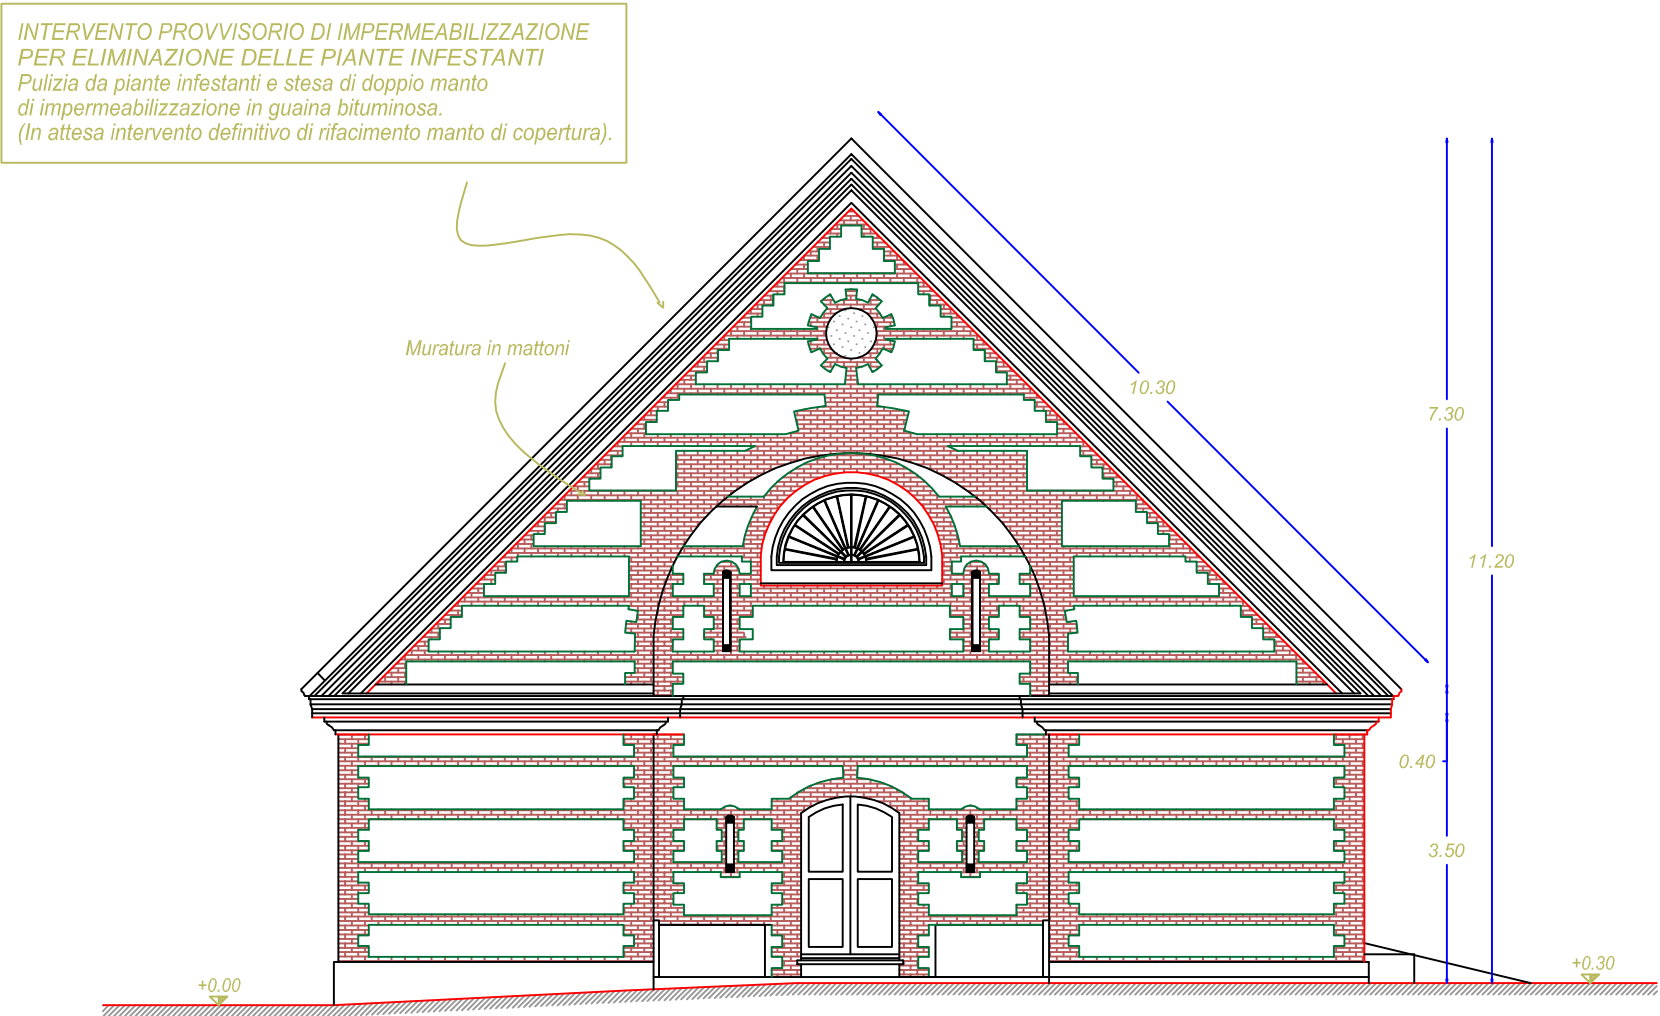 INTERVENTO PROVVISORIO DI IMPERMEABILIZZAZIONE
PER ELIMINAZIONE DELLE PIANTE INFESTANTI
Pulizia da piante infestanti e stesa di doppio manto
di impermeabilizzazione in guaina bituminosa.
(In attesa intervento definitivo di rifacimento manto di copertura).
Muratura in mattoni
10.30
7.30
11.20
0.40
3.50
+0.00
+0.30